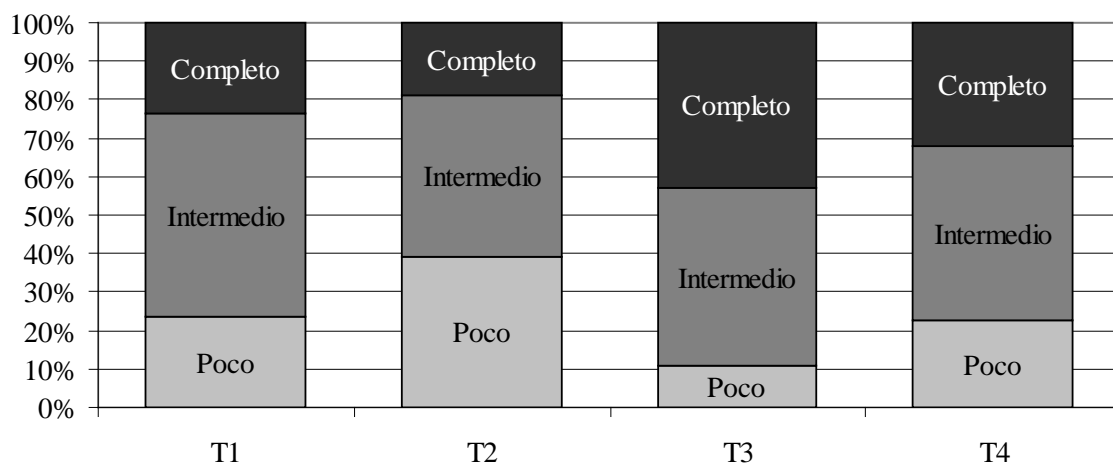 100%
90%
80%
70%
60%
50%
40%
30%
20%
10%
0%
Completo
Intermedio
Poco
Completo
Intermedio
Poco
Completo
Intermedio
Poco
Completo
Intermedio
Poco
T1 T2 T3 T4